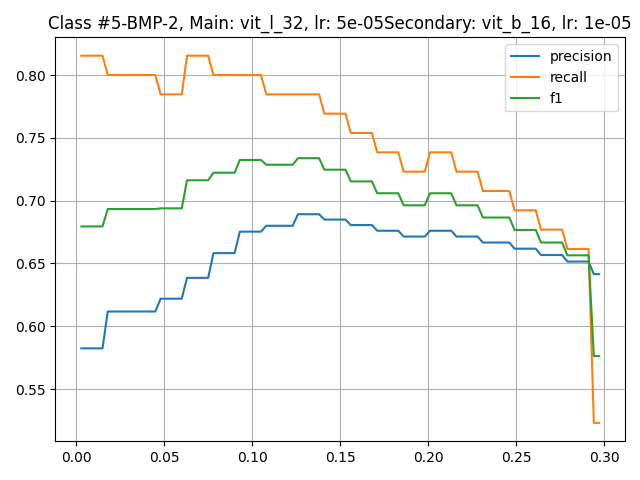 Class #5-BMP-2, Main: vit_l_32, lr: 5e-05Secondary: vit_b_16, lr: 1e-05
precision
recall
f1
0.80
0.75
0.70
0.65
0.60
0.55
0.00 0.05 0.10 0.15 0.20 0.25 0.30